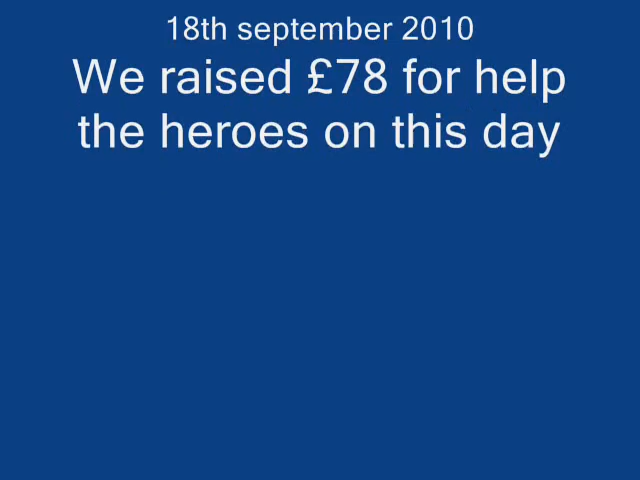 18th september 2010
We raised £78 for help
the heroes on this day